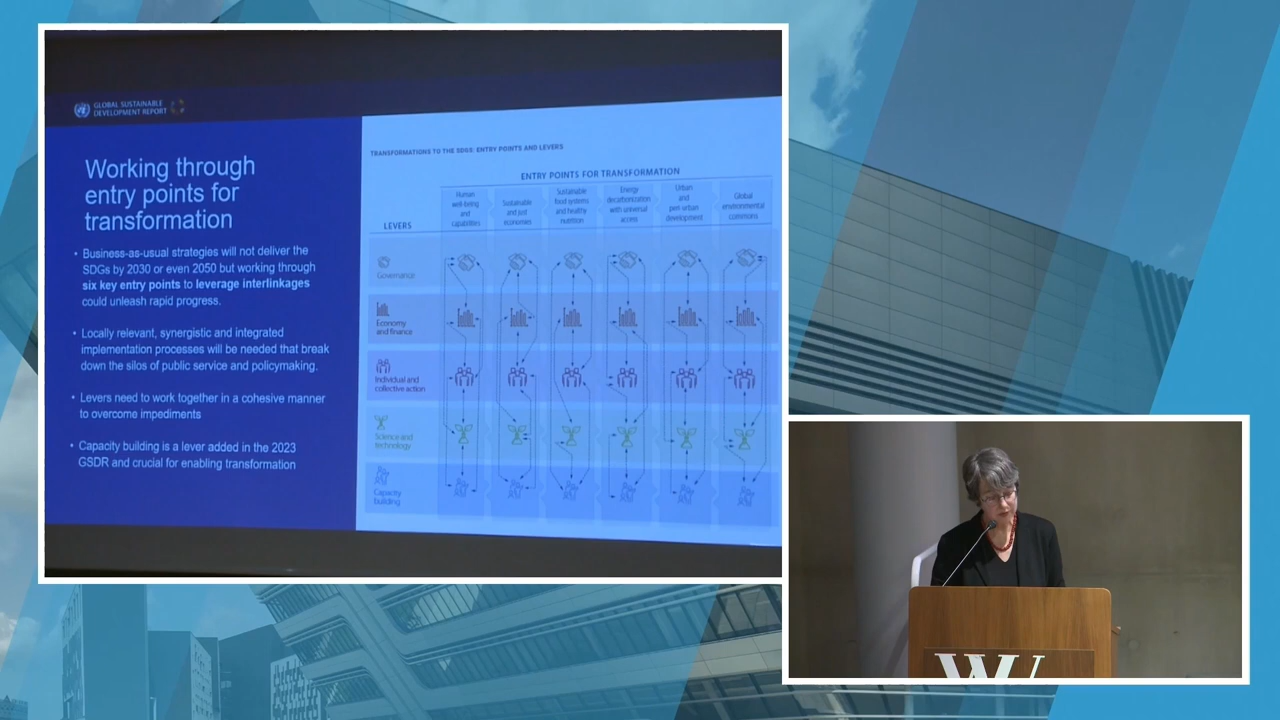 GLOBAL SUSTAINABLE
DEVELOPMENT REPORT
Working through
entry points for
transformation
• Business-as-usual strategies will not deliver the
SDGs by 2030 or even 2050 but working through
six key entry points to leverage interlinkages
could unleash rapid progress.
• Locally relevant, synergistic and integrated
implementation processes will be needed that break
down the silos of public service and policymaking.
• Levers need to work together in a cohesive manner
to overcome impediments
• Capacity building is a lever added in the 2023
GSDR and crucial for enabling transformation
TRANSFORMATIONS TO THE SDGS: ENTRY POINTS AND LEVERS
ENTRY POINTS FOR TRANSFORMATION
LEVERS
Human
well-being
and
capabilities
Sustainable
and just
economies
Sustainable
food systems
and healthy
nutrition
Energy
decarbonization
with universal
access
Urban
and
peri-urban
development
Global
environmental
commons
Governance
Economy
and finance
Individual and
collective action
Science and
technology
Capacity
building
W